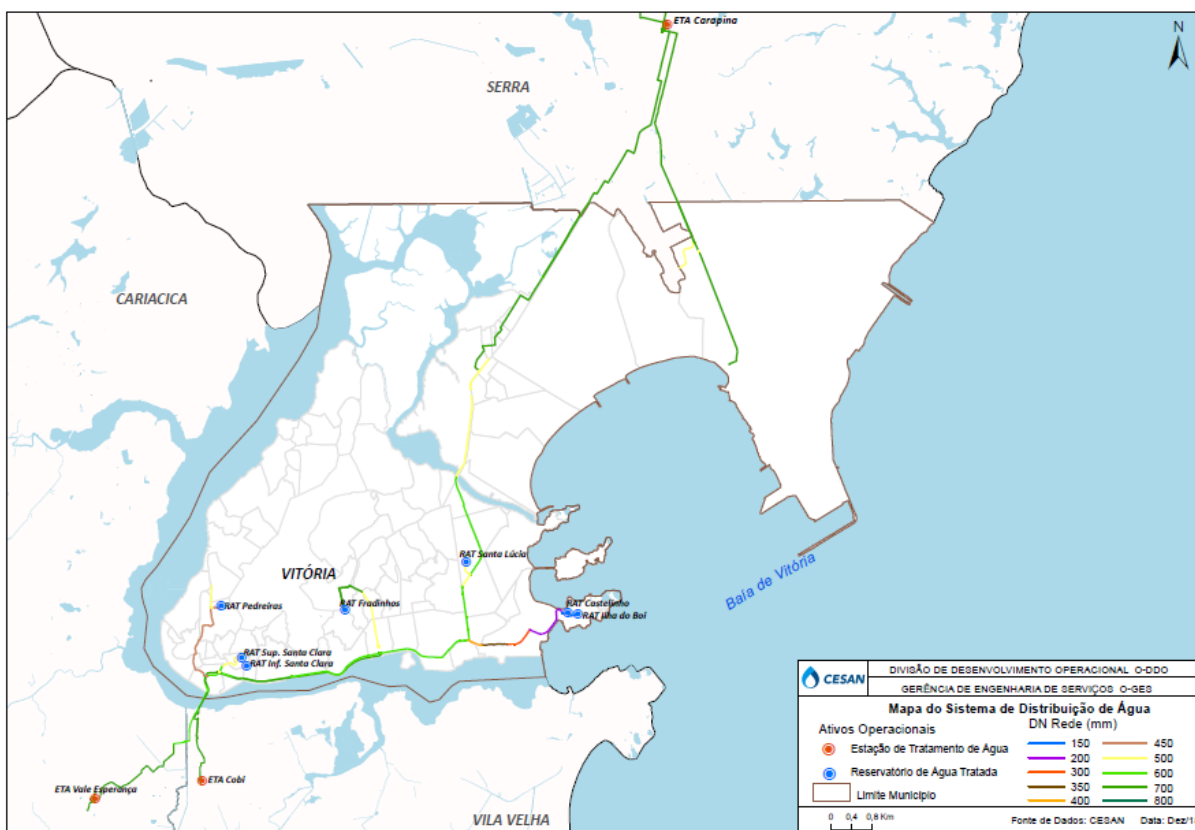 ETA Carapina
N
SERRA
CARIACICA
RAT Santa Lúcia
VITÓRIA
Baía de Vitória
RAT Pedreiras
RAT Fradinhos
RAT Castelinho
RAT Ilha do Boi
RAT Sup. Santa Clara
RAT Inf. Santa Clara
ETA Cobi
ETA Vale Esperança
VILA VELHA
CESAN
DIVISÃO DE DESENVOLVIMENTO OPERACIONAL O-DDO
GERÊNCIA DE ENGENHARIA DE SERVIÇOS O-GES
Mapa do Sistema de Distribuição de Água
Ativos Operacionais
DN Rede (mm)
Estação de Tratamento de Água
Reservatório de Água Tratada
Limite Município
150 450
200 500
300 600
350 700
400 800
0 0,4 0,8 Km
Fonte de Dados: CESAN Data: Dez/1